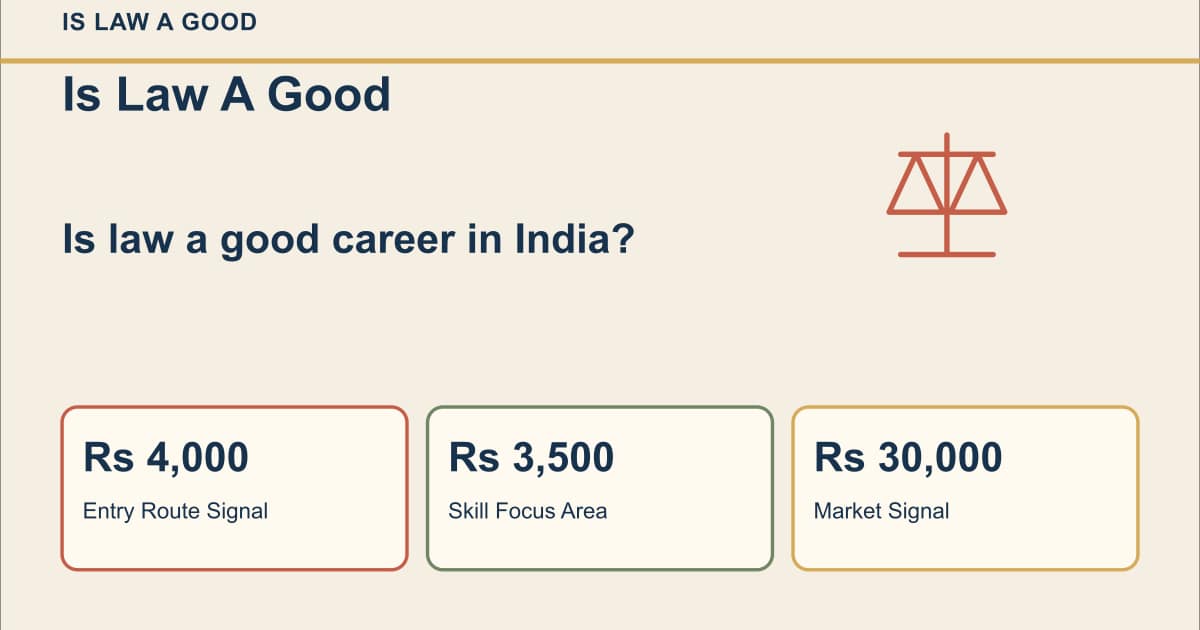 IS LAW A GOOD
Is Law A Good
Is law a good career in India?
Rs 4,000
Entry Route Signal
Rs 3,500
Skill Focus Area
Rs 30,000
Market Signal